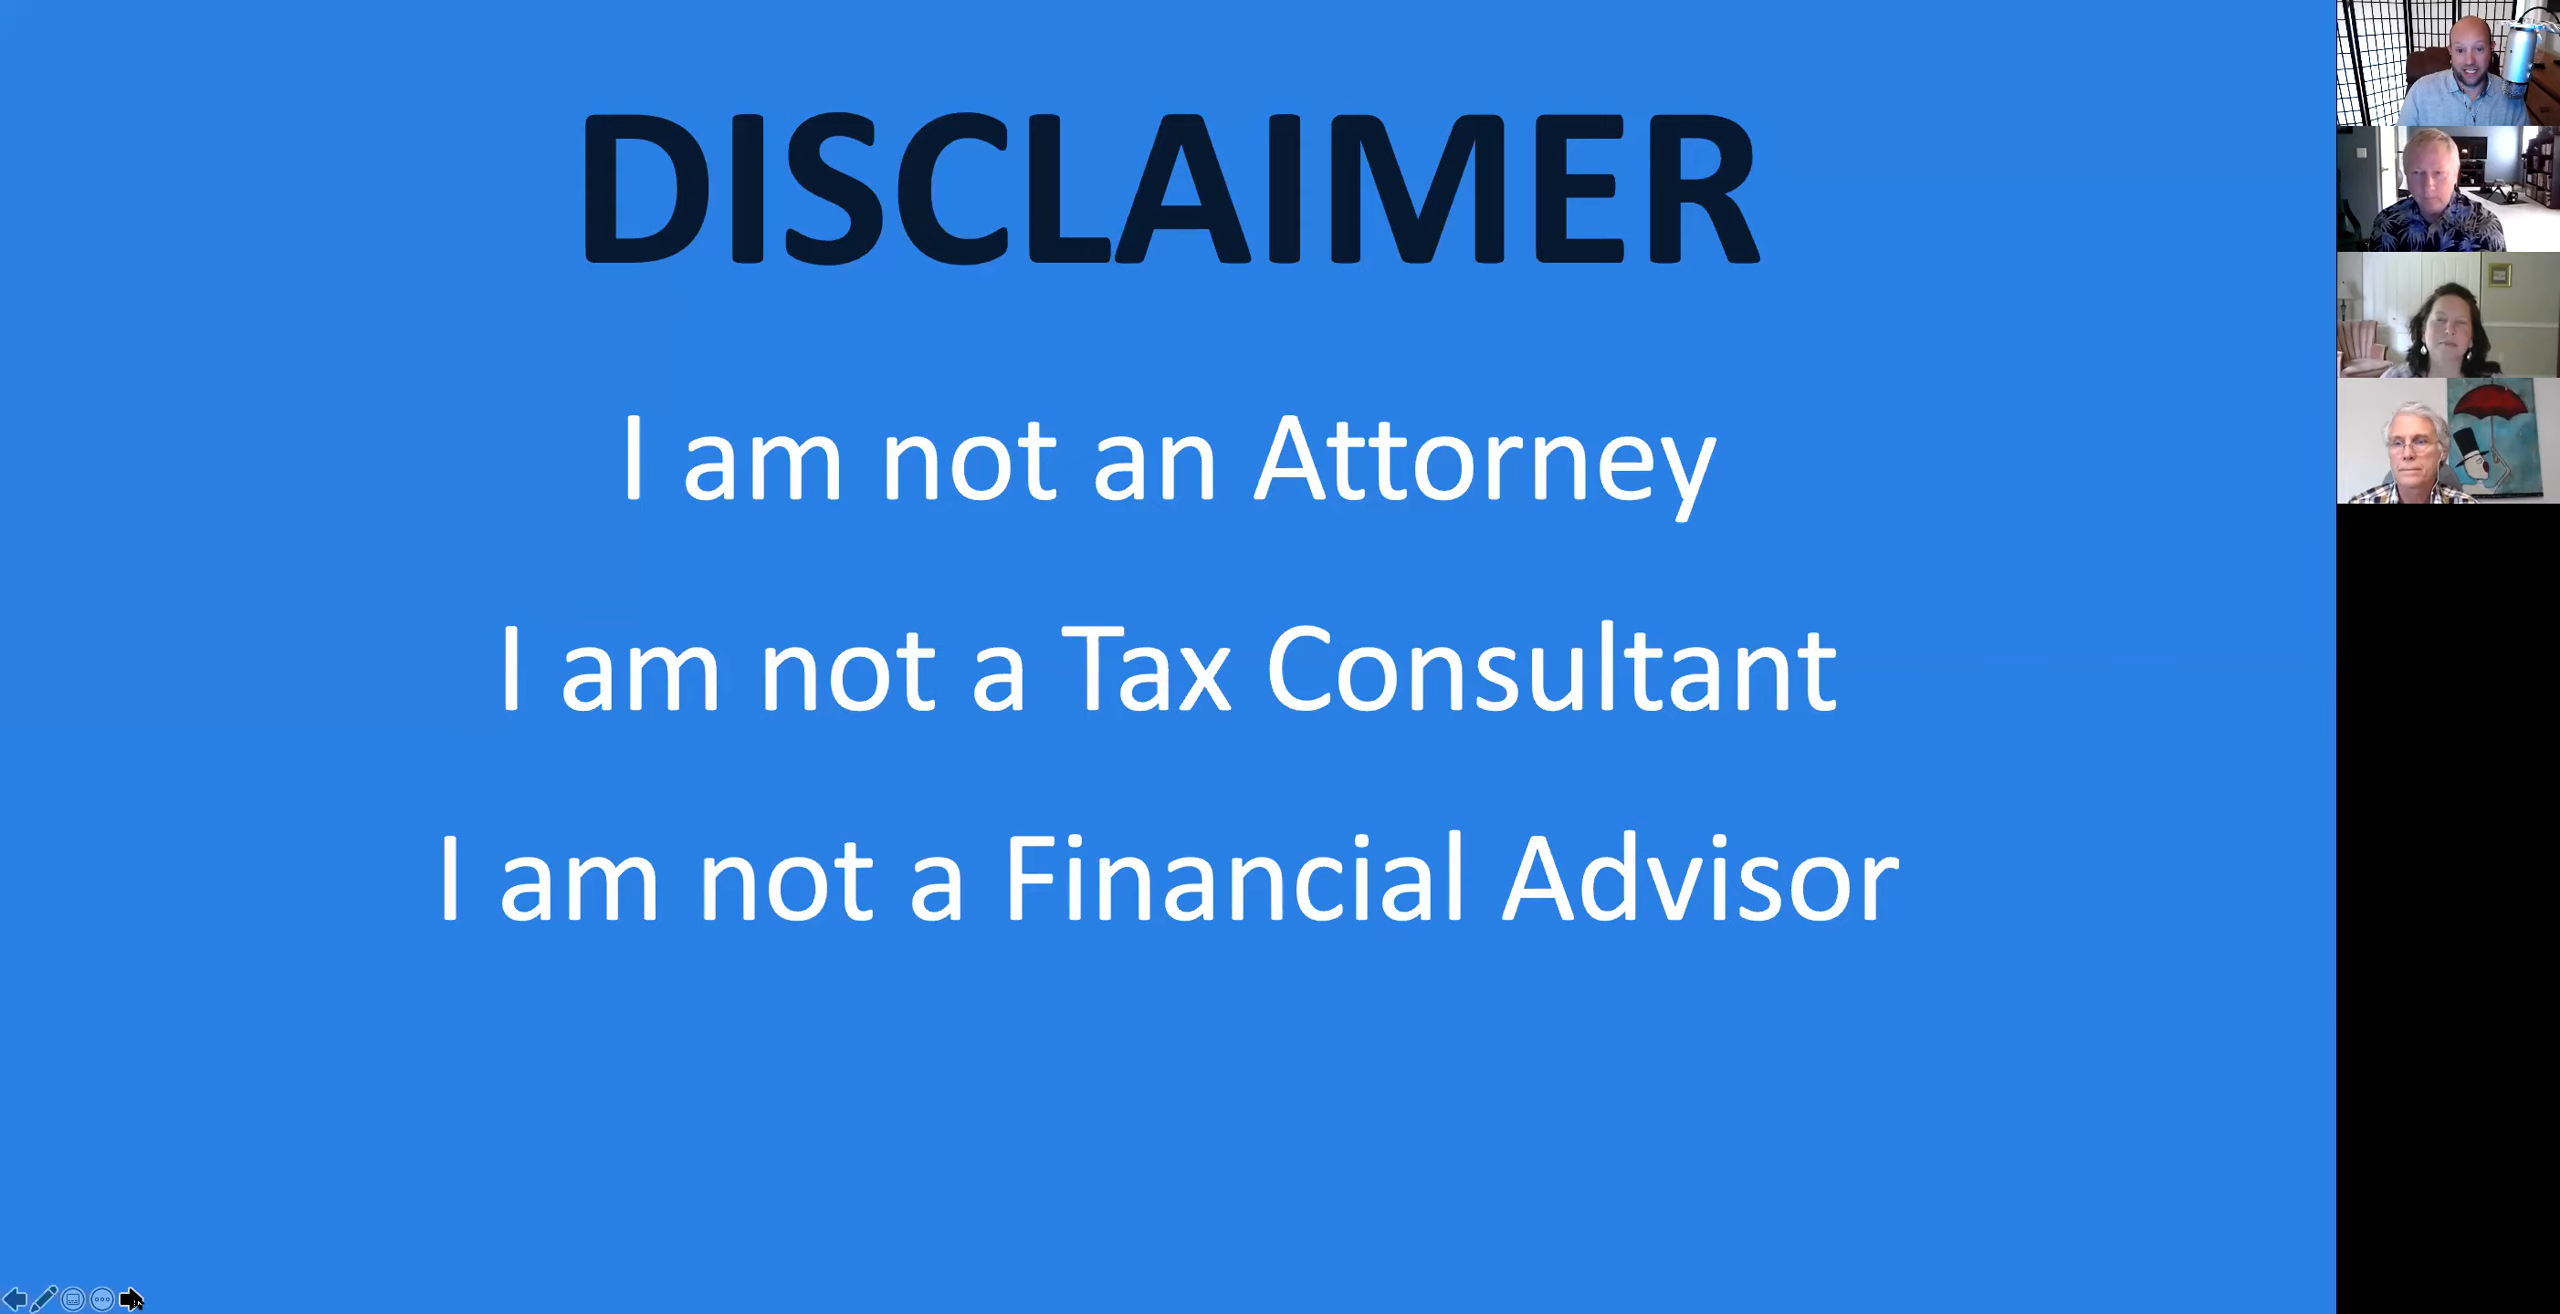 DISCLAIMER
I am not an Attorney
I am not a Tax Consultant
I am not a Financial Advisor